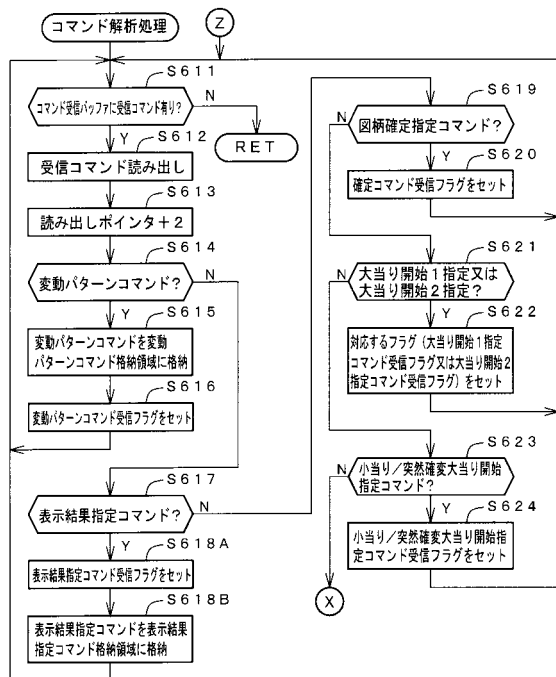 コマンド解析処理
Z
S611
コマンド受信バッファに受信コマンド有り?
N
RET
Y
S612
受信コマンド読み出し
S613
読み出しポインタ+2
S614
変動パターンコマンド?
N
Y
S615
変動パターンコマンドを変動
パターンコマンド格納領域に格納
S616
変動パターンコマンド受信フラグをセット
S617
表示結果指定コマンド?
N
Y
S618A
表示結果指定コマンド受信フラグをセット
S618B
表示結果指定コマンドを表示結果
指定コマンド格納領域に格納
S619
N
図柄確定指定コマンド?
Y
S620
確定コマンド受信フラグをセット
S621
N
大当り開始1指定又は
大当り開始2指定?
Y
S622
対応するフラグ(大当り開始1指定
コマンド受信フラグ又は大当り開始2
指定コマンド受信フラグ)をセット
S623
N
小当り/突然確変大当り開始
指定コマンド?
Y
S624
小当り/突然確変大当り開始指
定コマンド受信フラグをセット
X